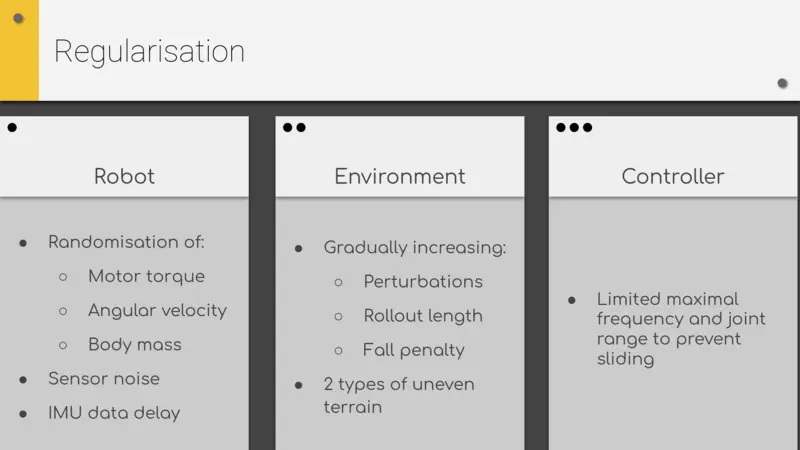 Regularisation
Robot
Randomisation of:
Motor torque
Angular velocity
Body mass
Sensor noise
IMU data delay
Environment
Gradually increasing:
Perturbations
Rollout length
Fall penalty
2 types of uneven
terrain
Controller
Limited maximal
frequency and joint
range to prevent
sliding